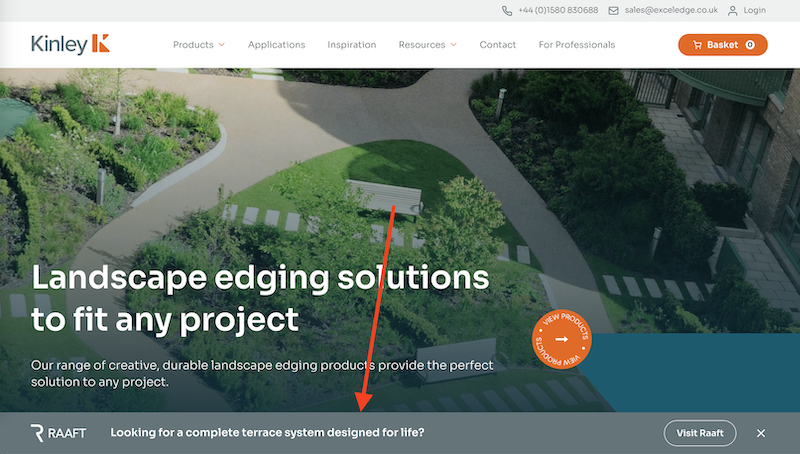 +44 (0)1580 830688 sales@exceledge.co.uk Login
Kinley Products Applications Inspiration Resources Contact For Professionals Basket 0
Landscape edging solutions
to fit any project
VIEW PRODUCTS • VIEW PRODUCTS •
Our range of creative, durable landscape edging products provide the perfect
solution to any project.
RAAFT Looking for a complete terrace system designed for life? Visit Raaft